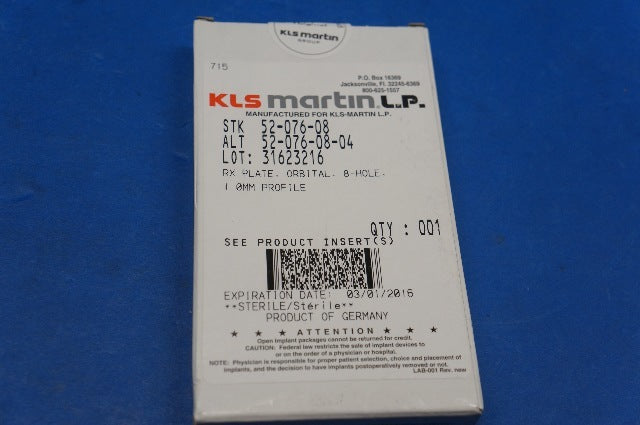 KLS martin
GROUP
715
P.O. Box 16369
Jacksonville, Fl. 32245-6369
800-625-1557
KLS martin L.P.
MANUFACTURED FOR KLS-MARTIN L.P.
STK 52-076-08
ALT 52-076-08-04
LOT: 31623216
RX PLATE, ORBITAL, 8-HOLE,
1.0MM PROFILE
QTY : 001
SEE PRODUCT INSERT(S)
EXPIRATION DATE: 03/01/2016
**STERILE/Stérile**
PRODUCT OF GERMANY
★ ★ ★ ATTENTION ★ ★ ★
Open Implant packages cannot be returned for credit.
CAUTION: Federal law restricts the sale of implant devices to
or on the order of a physician or hospital.
NOTE: Physician is responsible for proper patient selection, choice and placement of
implants, and the decision to have implants postoperatively removed or not.
LAB-001 Rev. new